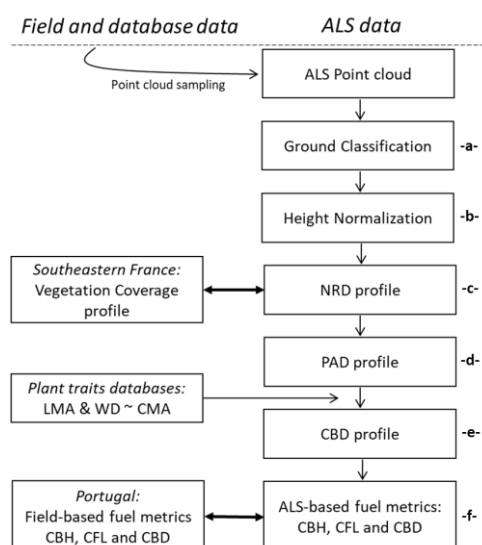 Field and database data
ALS data
Point cloud sampling
ALS Point cloud
Ground Classification
-a-
Height Normalization
-b-
Southeastern France:
Vegetation Coverage
profile
NRD profile
-c-
PAD profile
-d-
Plant traits databases:
LMA & WD ~ CMA
CBD profile
-e-
Portugal:
Field-based fuel metrics
CBH, CFL and CBD
ALS-based fuel metrics:
CBH, CFL and CBD
-f-